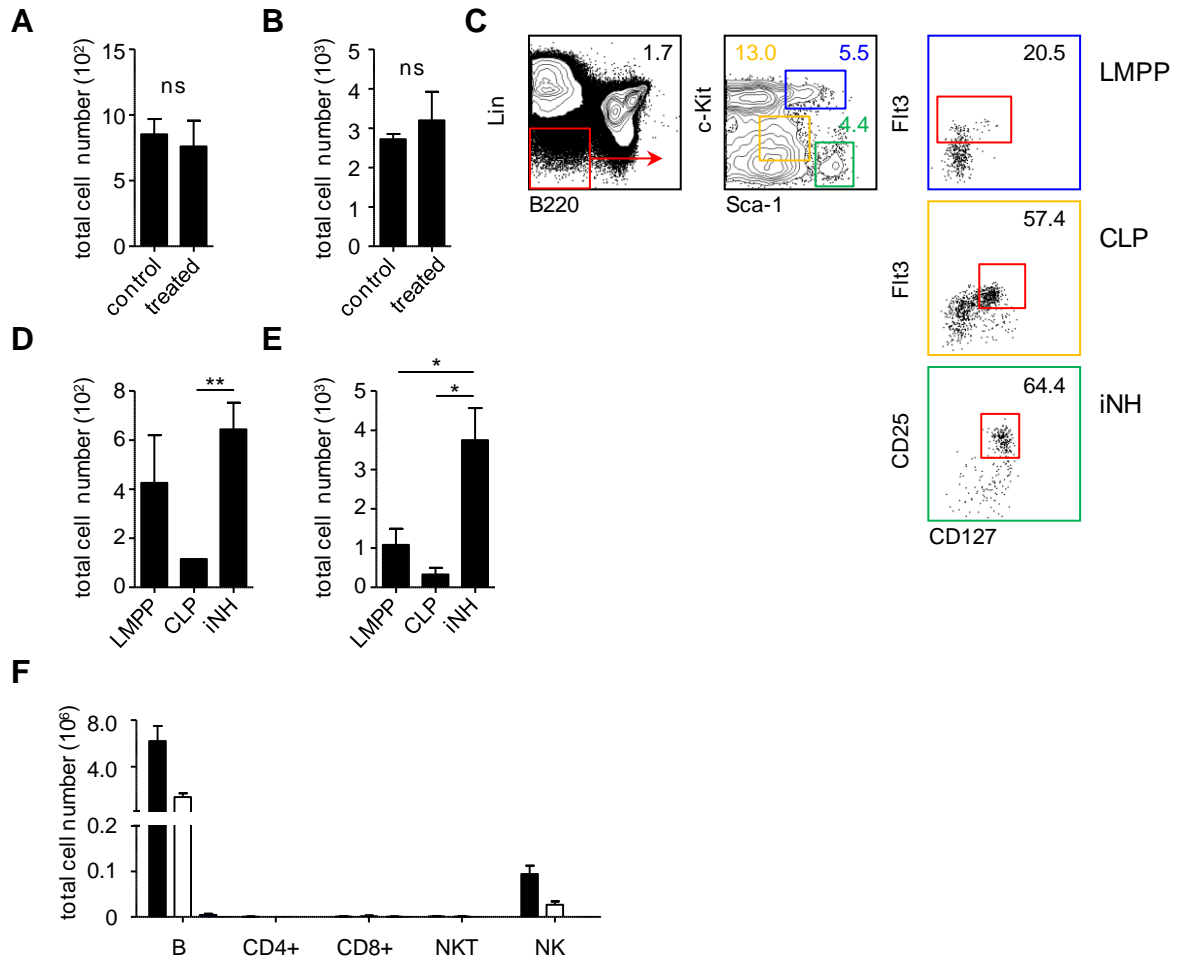 A
total cell number (10²)
15
10
5
0
ns
control
treated
B
total cell number (10³)
5
4
3
2
1
0
ns
control
treated
C
Lin
1.7
B220
c-Kit
13.0
5.5
4.4
Sca-1
Flt3
20.5
LMPP
Flt3
57.4
CLP
CD25
64.4
iNH
CD127
D
total cell number (10²)
8
6
4
2
0
**
LMPP
CLP
iNH
E
total cell number (10³)
5
4
3
2
1
0
*
*
LMPP
CLP
iNH
F
total cell number (10⁶)
8.0
4.0
0.2
0.1
0
B
CD4+
CD8+
NKT
NK